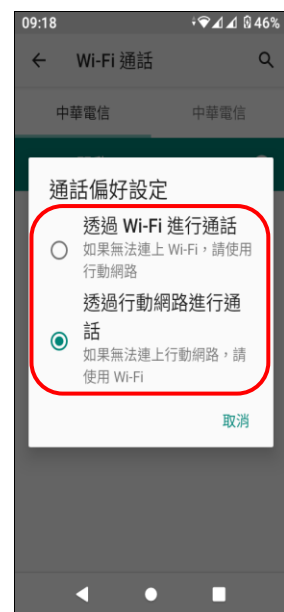 09:18
46%
Wi-Fi 通話
中華電信 中華電信
通話偏好設定
透過 Wi-Fi 進行通話
如果無法連上 Wi-Fi，請使用
行動網路
透過行動網路進行通
話
如果無法連上行動網路，請
使用 Wi-Fi
取消